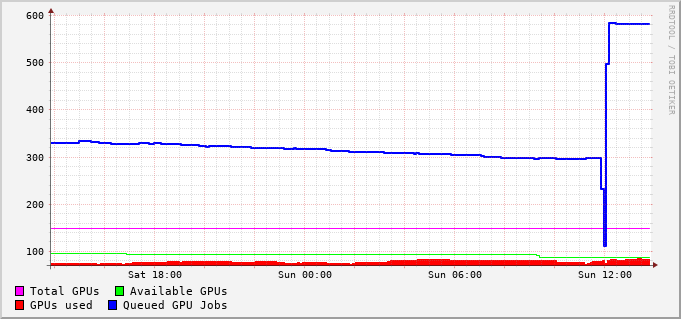 600
500
400
300
200
100
Sat 18:00 Sun 00:00 Sun 06:00 Sun 12:00
Total GPUs Available GPUs
GPUs used Queued GPU Jobs
RRDTOOL / TOBI OETIKER